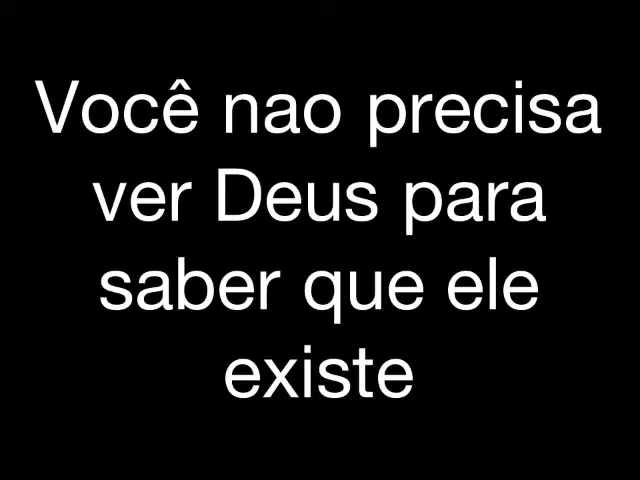 Você nao precisa
ver Deus para
saber que ele
existe